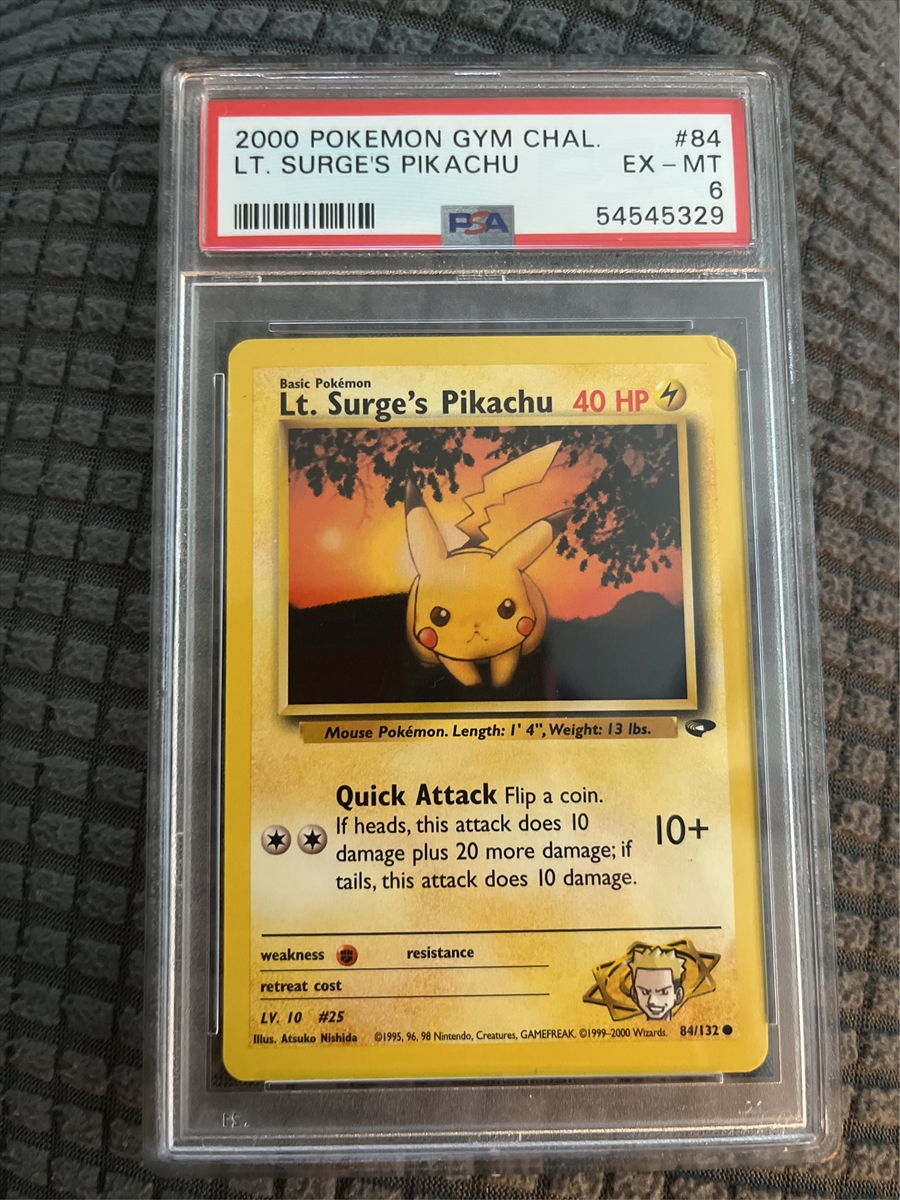 2000 POKEMON GYM CHAL. #84
LT. SURGE'S PIKACHU EX - MT
6
PSA 54545329
Basic Pokémon
Lt. Surge's Pikachu 40 HP
Mouse Pokémon. Length: 1' 4", Weight: 13 lbs.
Quick Attack Flip a coin.
If heads, this attack does 10
damage plus 20 more damage; if
tails, this attack does 10 damage.
10+
weakness resistance
retreat cost
LV. 10 #25
Illus. Atsuko Nishida ©1995, 96, 98 Nintendo, Creatures, GAMEFREAK. ©1999-2000 Wizards. 84/132